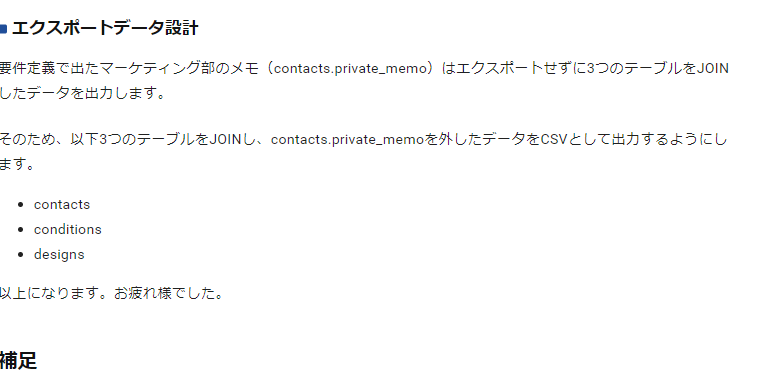 エクスポートデータ設計
要件定義で出たマーケティング部のメモ（contacts.private_memo）はエクスポートせずに3つのテーブルをJOIN
したデータを出力します。
そのため、以下3つのテーブルをJOINし、contacts.private_memoを外したデータをCSVとして出力するようにし
ます。
contacts
conditions
designs
以上になります。お疲れ様でした。
補足